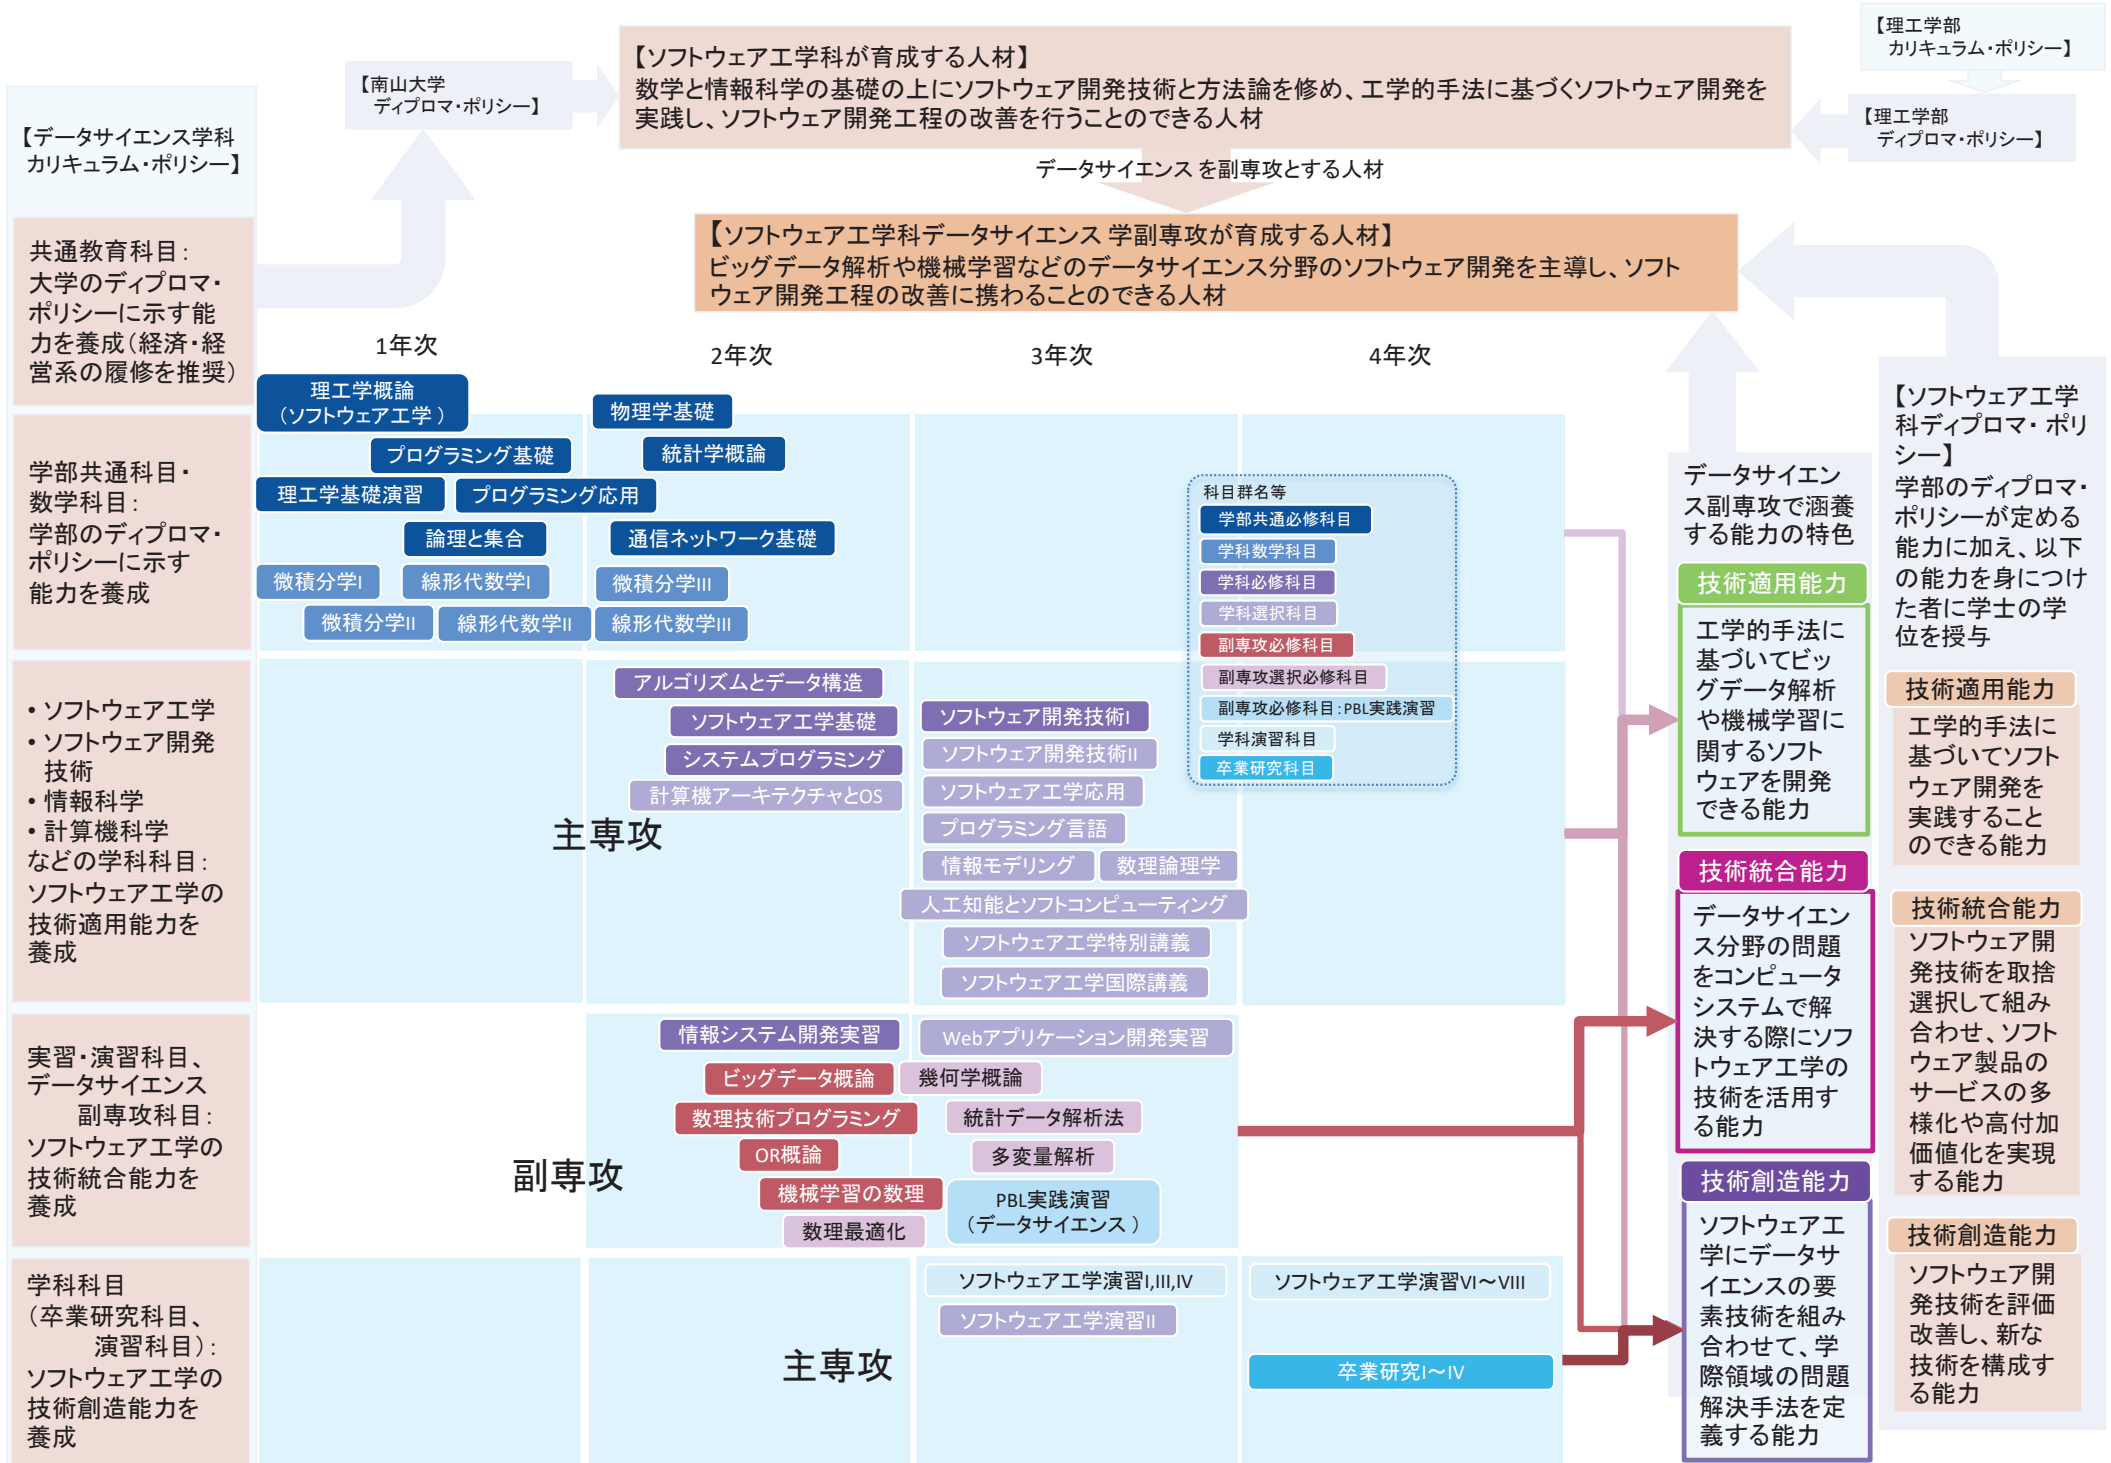 【理工学部
カリキュラム・ポリシー】
【理工学部
ディプロマ・ポリシー】
【南山大学
ディプロマ・ポリシー】
【ソフトウェア工学科が育成する人材】
数学と情報科学の基礎の上にソフトウェア開発技術と方法論を修め、工学的手法に基づくソフトウェア開発を
実践し、ソフトウェア開発工程の改善を行うことのできる人材
データサイエンス を副専攻とする人材
【ソフトウェア工学科データサイエンス 学副専攻が育成する人材】
ビッグデータ解析や機械学習などのデータサイエンス分野のソフトウェア開発を主導し、ソフト
ウェア開発工程の改善に携わることのできる人材
【データサイエンス学科
カリキュラム・ポリシー】
共通教育科目：
大学のディプロマ・
ポリシーに示す能
力を養成（経済・経
営系の履修を推奨）
学部共通科目・
数学科目：
学部のディプロマ・
ポリシーに示す
能力を養成
• ソフトウェア工学
• ソフトウェア開発
技術
• 情報科学
• 計算機科学
などの学科科目：
ソフトウェア工学の
技術適用能力を
養成
実習・演習科目、
データサイエンス
副専攻科目：
ソフトウェア工学の
技術統合能力を
養成
学科科目
（卒業研究科目、
演習科目）：
ソフトウェア工学の
技術創造能力を
養成
1年次
2年次
3年次
4年次
理工学概論
（ソフトウェア工学 ）
プログラミング基礎
理工学基礎演習
プログラミング応用
論理と集合
微積分学I
線形代数学I
微積分学II
線形代数学II
物理学基礎
統計学概論
通信ネットワーク基礎
微積分学III
線形代数学III
科目群名等
学部共通必修科目
学科数学科目
学科必修科目
学科選択科目
副専攻必修科目
副専攻選択必修科目
副専攻必修科目：PBL実践演習
学科演習科目
卒業研究科目
主専攻
アルゴリズムとデータ構造
ソフトウェア工学基礎
システムプログラミング
計算機アーキテクチャとOS
ソフトウェア開発技術I
ソフトウェア開発技術II
ソフトウェア工学応用
プログラミング言語
情報モデリング
数理論理学
人工知能とソフトコンピューティング
ソフトウェア工学特別講義
ソフトウェア工学国際講義
副専攻
情報システム開発実習
ビッグデータ概論
数理技術プログラミング
OR概論
機械学習の数理
数理最適化
Webアプリケーション開発実習
幾何学概論
統計データ解析法
多変量解析
PBL実践演習
（データサイエンス ）
主専攻
ソフトウェア工学演習I,III,IV
ソフトウェア工学演習II
ソフトウェア工学演習VI～VIII
卒業研究I～IV
データサイエン
ス副専攻で涵養
する能力の特色
技術適用能力
工学的手法に
基づいてビッ
グデータ解析
や機械学習に
関するソフト
ウェアを開発
できる能力
技術統合能力
データサイエン
ス分野の問題
をコンピュータ
システムで解
決する際にソフ
トウェア工学の
技術を活用す
る能力
技術創造能力
ソフトウェア工
学にデータサ
イエンスの要
素技術を組み
合わせて、学
際領域の問題
解決手法を定
義する能力
【ソフトウェア工学
科ディプロマ・ ポリ
シー】
学部のディプロマ・
ポリシーが定める
能力に加え、以下
の能力を身につけ
た者に学士の学
位を授与
技術適用能力
工学的手法に
基づいてソフト
ウェア開発を
実践すること
のできる能力
技術統合能力
ソフトウェア開
発技術を取捨
選択して組み
合わせ、ソフト
ウェア製品の
サービスの多
様化や高付加
価値化を実現
する能力
技術創造能力
ソフトウェア開
発技術を評価
改善し、新な
技術を構成す
る能力